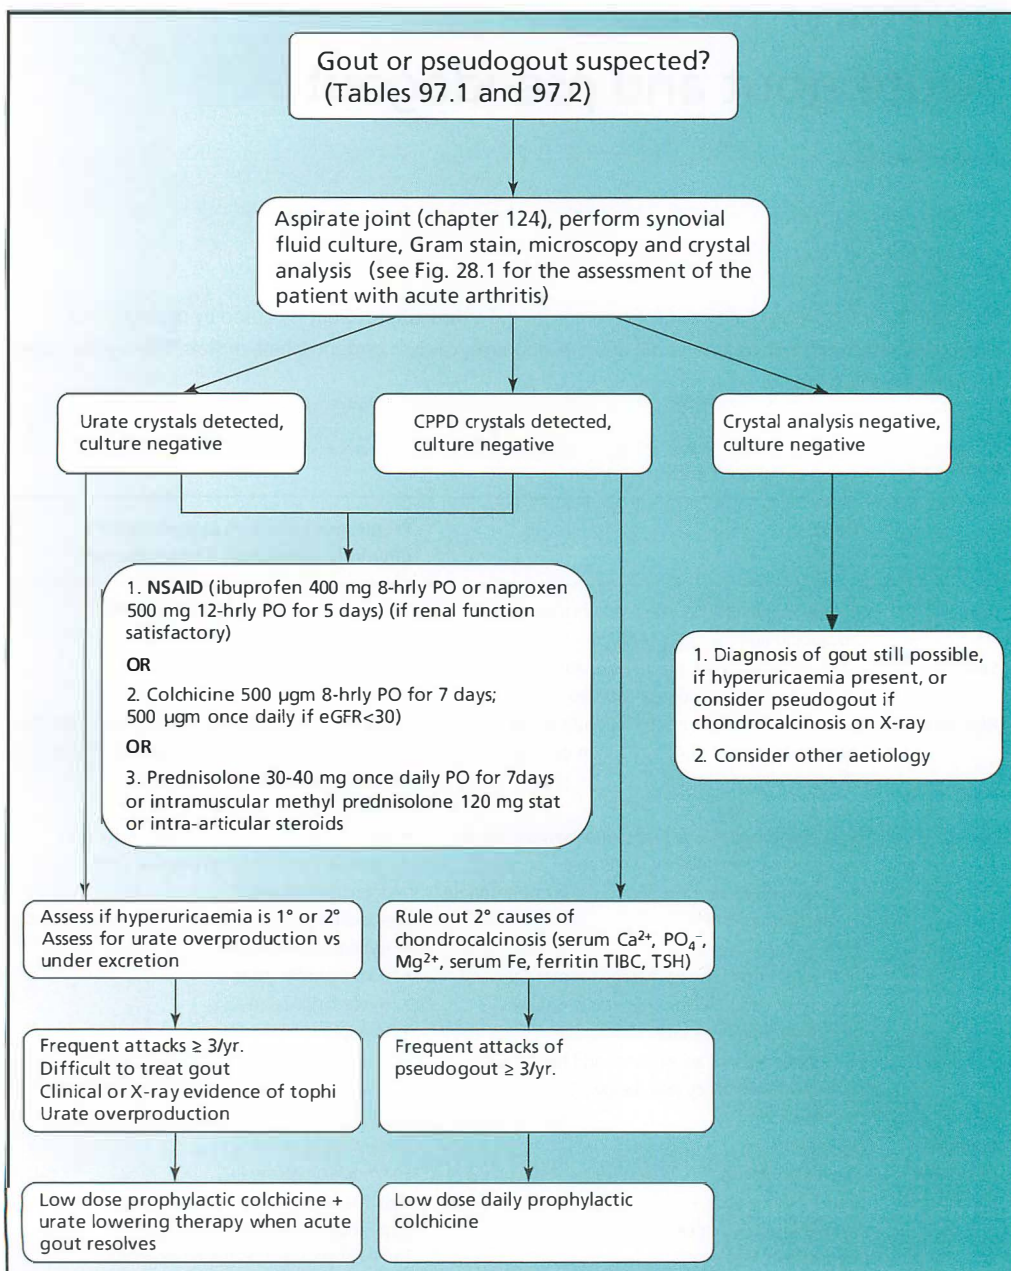 Gout or pseudogout suspected?
(Tables 97.1 and 97.2)
Aspirate joint (chapter 124), perform synovial
fluid culture, Gram stain, microscopy and crystal
analysis (see Fig. 28.1 for the assessment of the
patient with acute arthritis)
Urate crystals detected,
culture negative
CPPD crystals detected,
culture negative
Crystal analysis negative,
culture negative
1. NSAID (ibuprofen 400 mg 8-hrly PO or naproxen
500 mg 12-hrly PO for 5 days) (if renal function
satisfactory)
OR
2. Colchicine 500 µgm 8-hrly PO for 7 days;
500 µgm once daily if eGFR<30)
OR
3. Prednisolone 30-40 mg once daily PO for 7days
or intramuscular methyl prednisolone 120 mg stat
or intra-articular steroids
1. Diagnosis of gout still possible,
if hyperuricaemia present, or
consider pseudogout if
chondrocalcinosis on X-ray
2. Consider other aetiology
Assess if hyperuricaemia is 1° or 2°
Assess for urate overproduction vs
under excretion
Rule out 2° causes of
chondrocalcinosis (serum Ca²⁺, PO₄⁻,
Mg²⁺, serum Fe, ferritin TIBC, TSH)
Frequent attacks ≥ 3/yr.
Difficult to treat gout
Clinical or X-ray evidence of tophi
Urate overproduction
Frequent attacks of
pseudogout ≥ 3/yr.
Low dose prophylactic colchicine +
urate lowering therapy when acute
gout resolves
Low dose daily prophylactic
colchicine